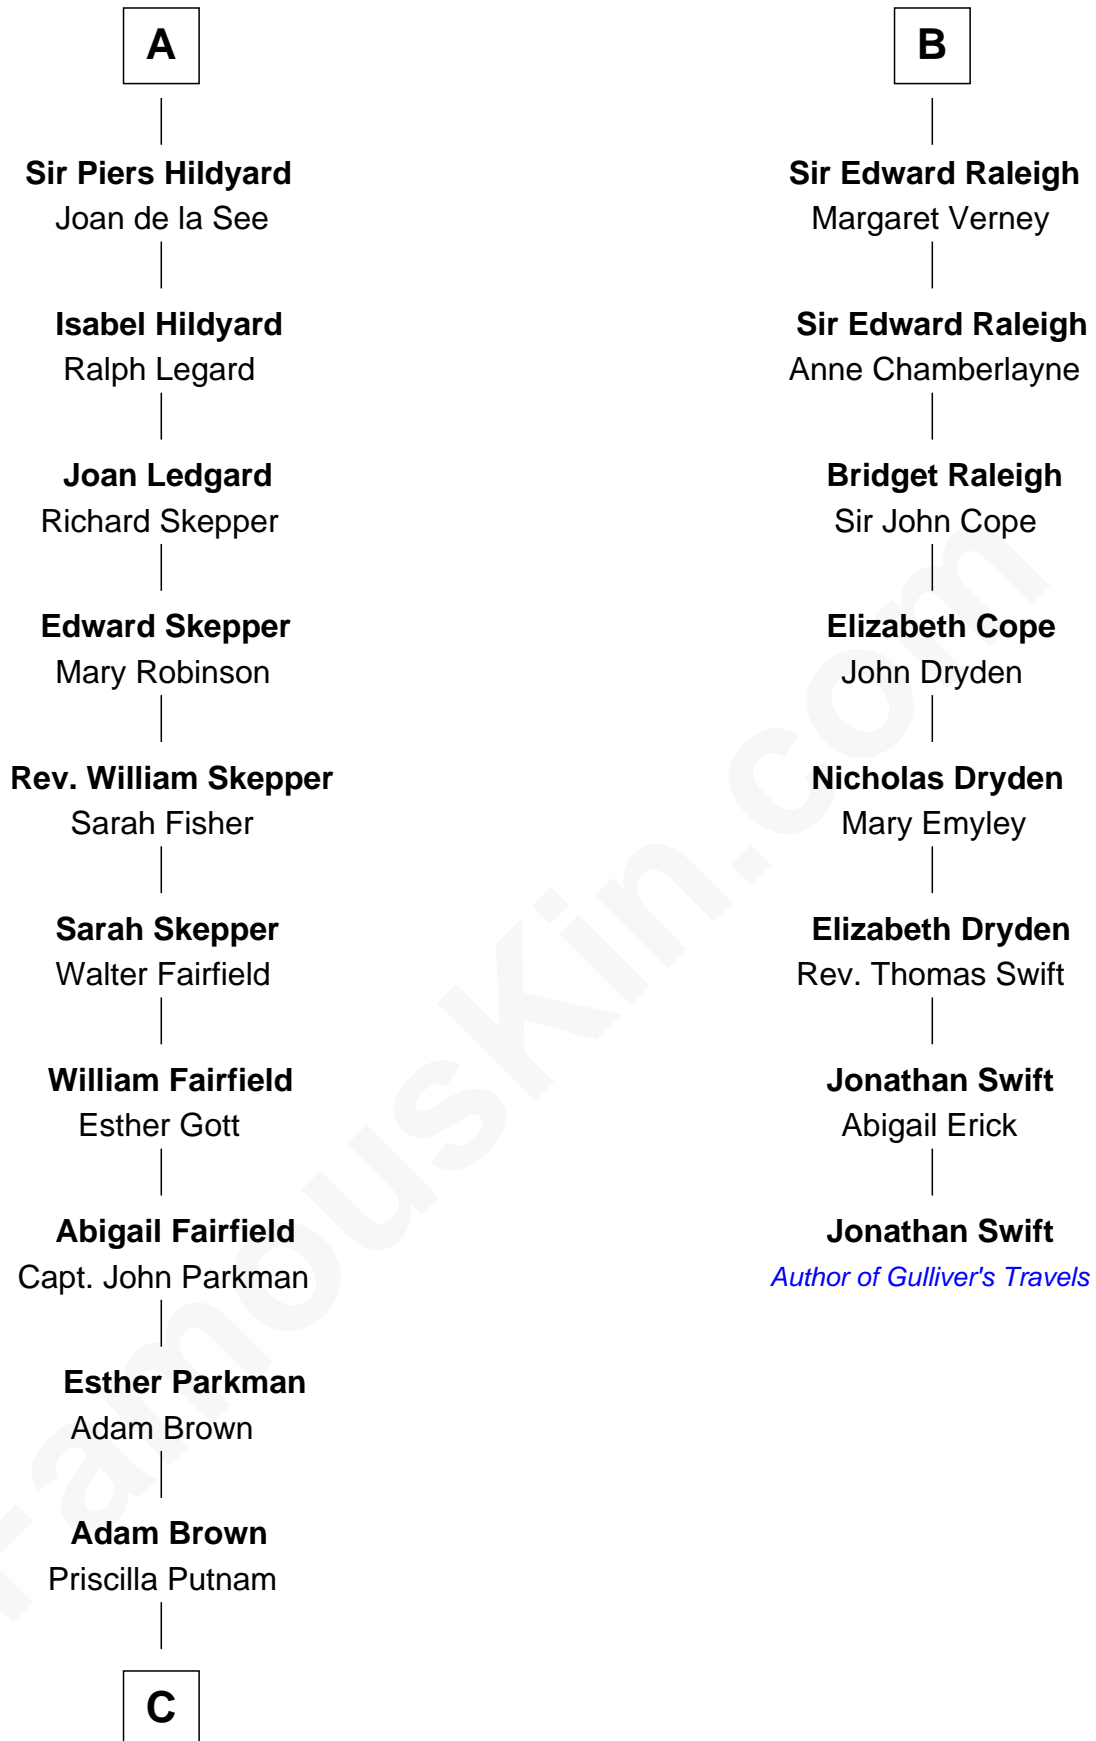 A
Sir Piers Hildyard
Joan de la See
Isabel Hildyard
Ralph Legard
Joan Ledgard
Richard Skepper
Edward Skepper
Mary Robinson
Rev. William Skepper
Sarah Fisher
Sarah Skepper
Walter Fairfield
William Fairfield
Esther Gott
Abigail Fairfield
Capt. John Parkman
Esther Parkman
Adam Brown
Adam Brown
Priscilla Putnam
C
B
Sir Edward Raleigh
Margaret Verney
Sir Edward Raleigh
Anne Chamberlayne
Bridget Raleigh
Sir John Cope
Elizabeth Cope
John Dryden
Nicholas Dryden
Mary Emyley
Elizabeth Dryden
Rev. Thomas Swift
Jonathan Swift
Abigail Erick
Jonathan Swift
Author of Gulliver's Travels
FamousKin.com